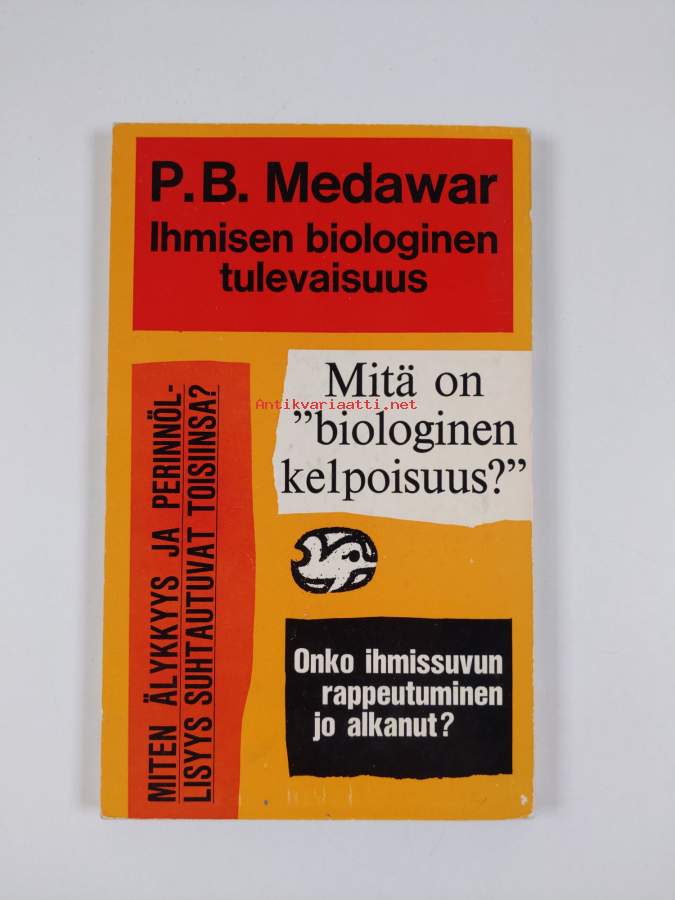 P.B. Medawar
Ihmisen biologinen
tulevaisuus
Mitä on
Antikvariaatti.net
”biologinen
kelpoisuus?”
MITEN ÄLYKKYYS JA PERINNÖL-
LISYYS SUHTAUTUVAT TOISIINSA?
Onko ihmissuvun
rappeutuminen
jo alkanut?